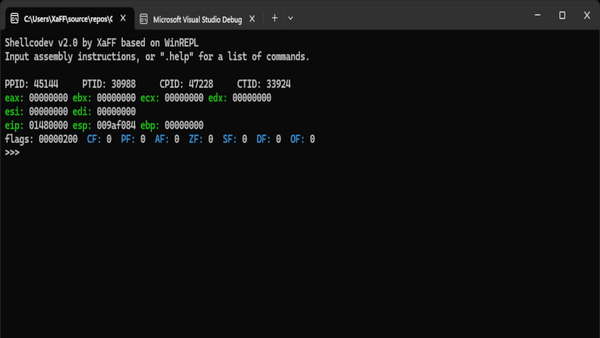 C:\Users\XaFF\source\repos\C
Microsoft Visual Studio Debug
Shellcodev v2.0 by XaFF based on WinREPL
Input assembly instructions, or ".help" for a list of commands.
PPID: 45144 PTID: 30988 CPID: 47228 CTID: 33924
eax: 00000000 ebx: 00000000 ecx: 00000000 edx: 00000000
esi: 00000000 edi: 00000000
eip: 01480000 esp: 009af084 ebp: 00000000
flags: 00000200 CF: 0 PF: 0 AF: 0 ZF: 0 SF: 0 DF: 0 OF: 0
>>>